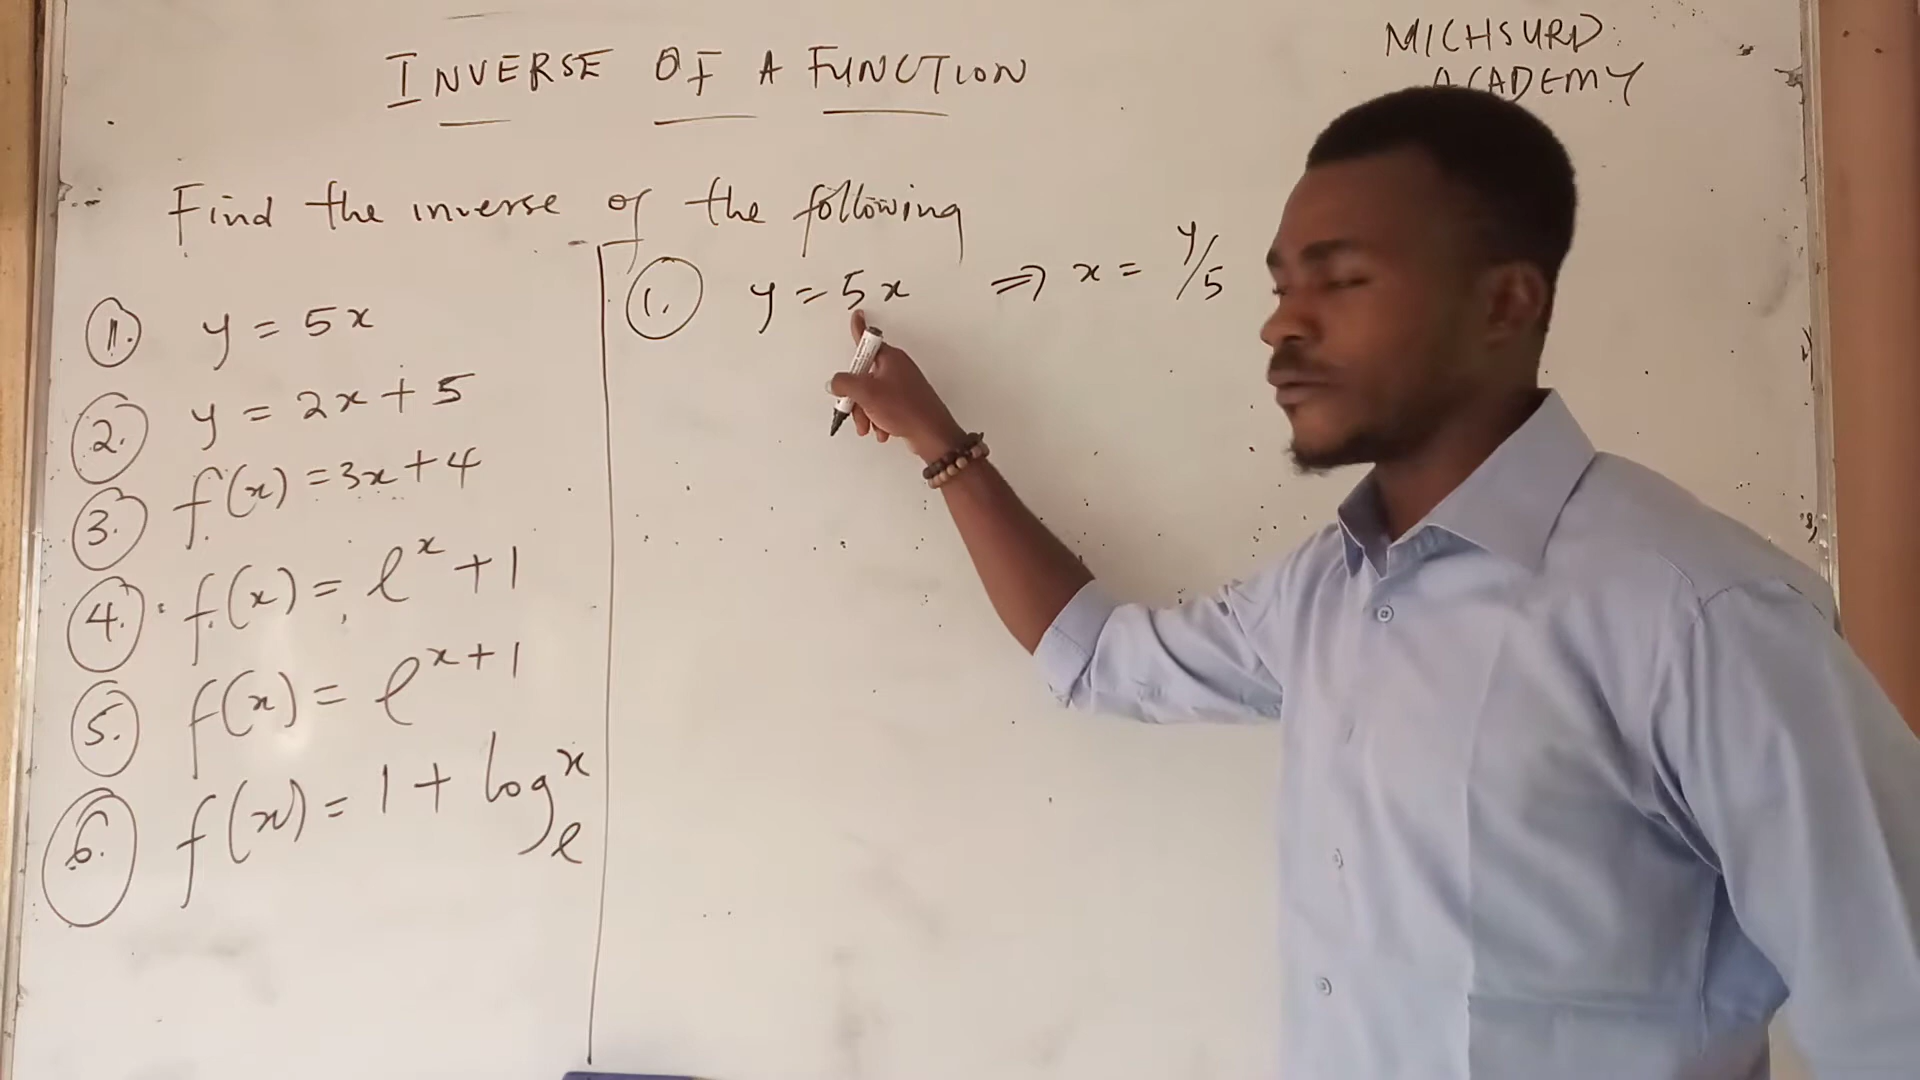 INVERSE OF A FUNCTION
MICHSURD
ACADEMY
Find the inverse of the following
1. y = 5x
2. y = 2x + 5
3. f(x) = 3x + 4
4. f(x) = e^x + 1
5. f(x) = e^{x+1}
6. f(x) = 1 + log_e^x
1. y = 5x ⇒ x = y/5